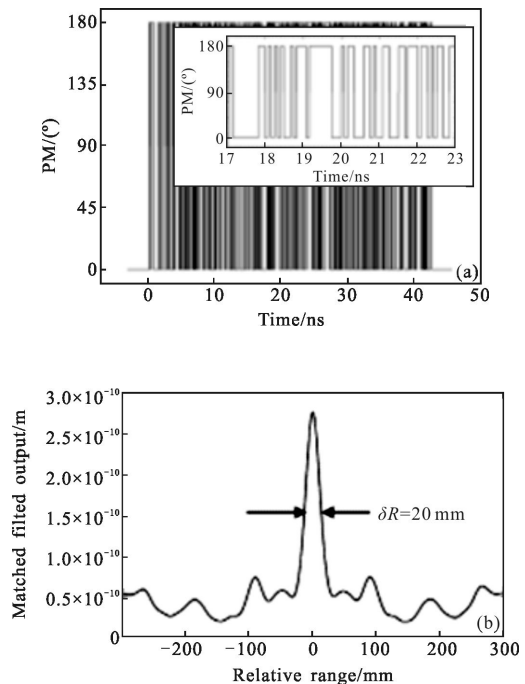 180
135
90
45
0
PM/(°)
180
90
0
PM/(°)
17 18 19 20 21 22 23
Time/ns
(a)
0 10 20 30 40 50
Time/ns
3.0×10⁻¹⁰
2.5×10⁻¹⁰
2.0×10⁻¹⁰
1.5×10⁻¹⁰
1.0×10⁻¹⁰
0.5×10⁻¹⁰
0
Matched filted output/m
δR=20 mm
(b)
−200 −100 0 100 200 300
Relative range/mm